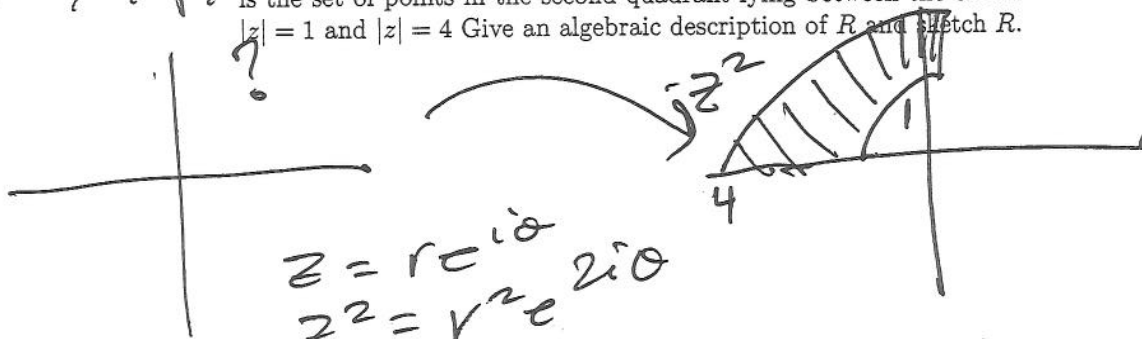 is the set of points in the second quadrant lying between the
|z| = 1 and |z| = 4 Give an algebraic description of R and sketch R.
?
z²
1
4
z = re^{iθ}
z² = r²e^{2iθ}